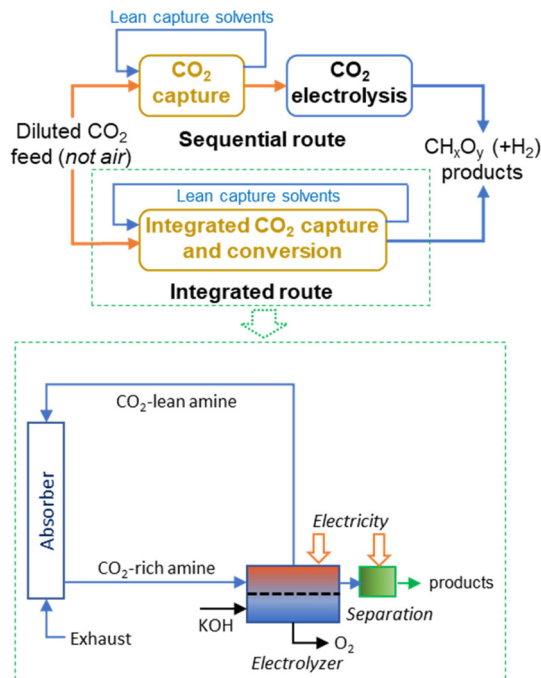 Lean capture solvents
CO₂
capture
CO₂
electrolysis
Sequential route
Diluted CO₂
feed (not air)
CHₓOᵧ (+H₂)
products
Lean capture solvents
Integrated CO₂ capture
and conversion
Integrated route
CO₂-lean amine
Absorber
Electricity
CO₂-rich amine
products
KOH
Separation
Exhaust
O₂
Electrolyzer